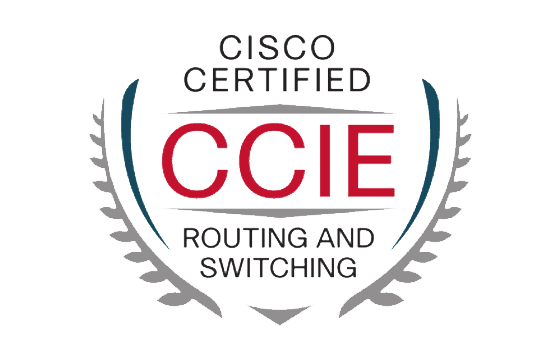 CISCO
CERTIFIED
CCIE
ROUTING AND
SWITCHING